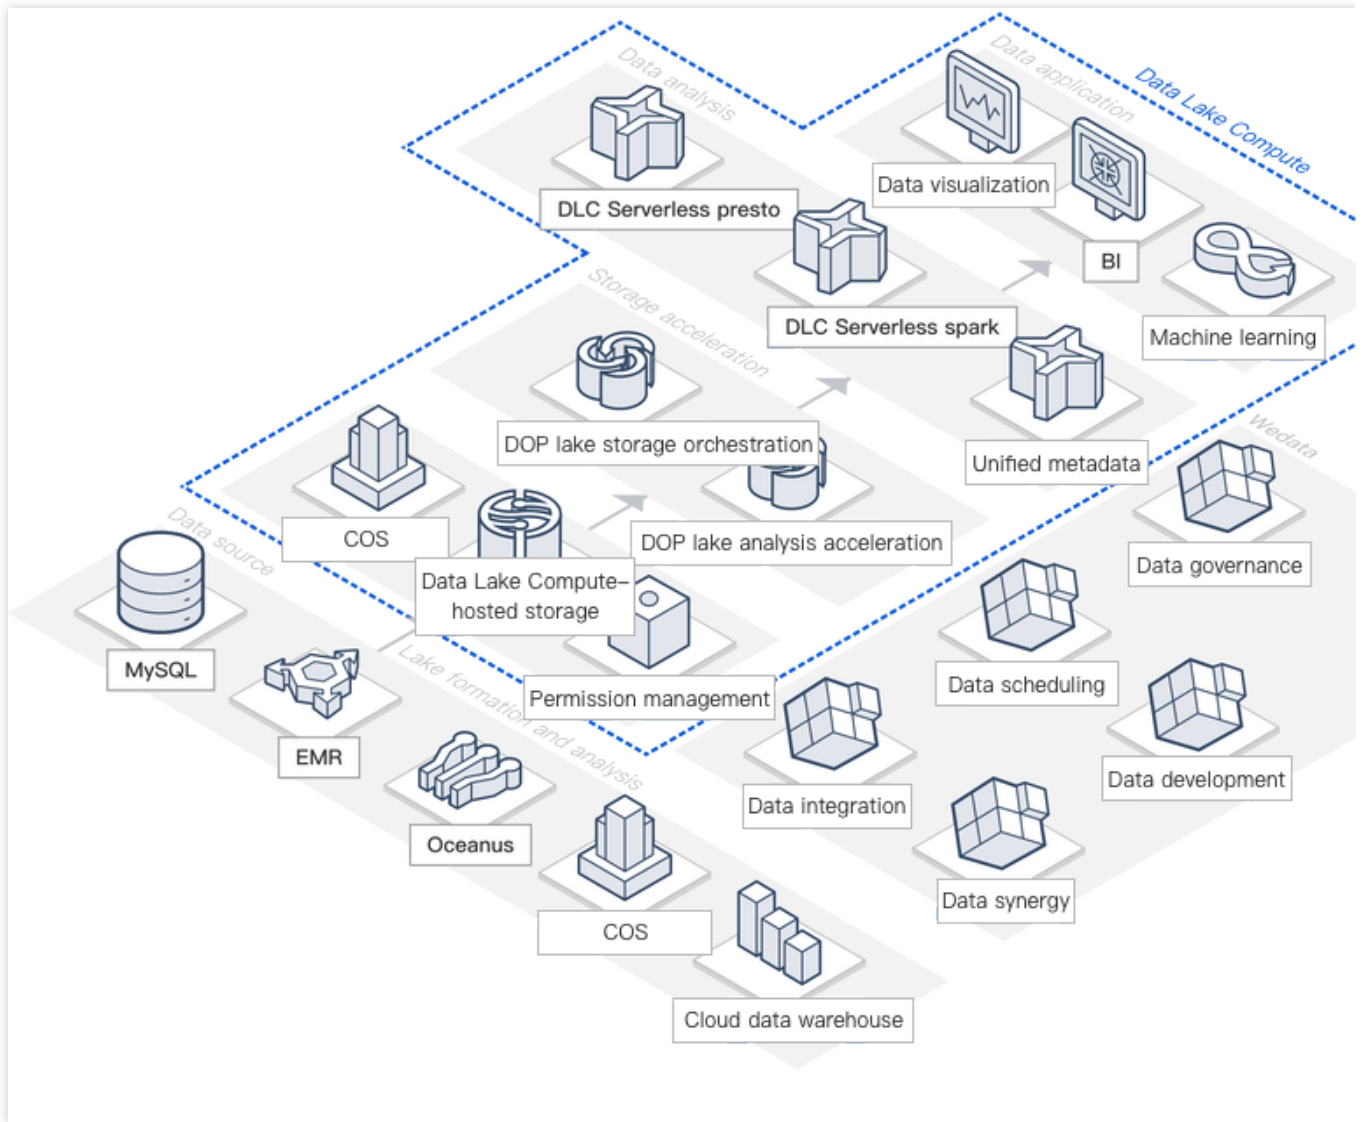 Data analysis
Data application
Data Lake Compute
Data visualization
DLC Serverless presto
BI
Storage acceleration
DLC Serverless spark
Machine learning
DOP lake storage orchestration
Unified metadata
Wedata
COS
DOP lake analysis acceleration
Data governance
Data source
Data Lake Compute–
hosted storage
MySQL
Lake formation and analysis
Permission management
Data scheduling
EMR
Data integration
Data development
Oceanus
COS
Data synergy
Cloud data warehouse